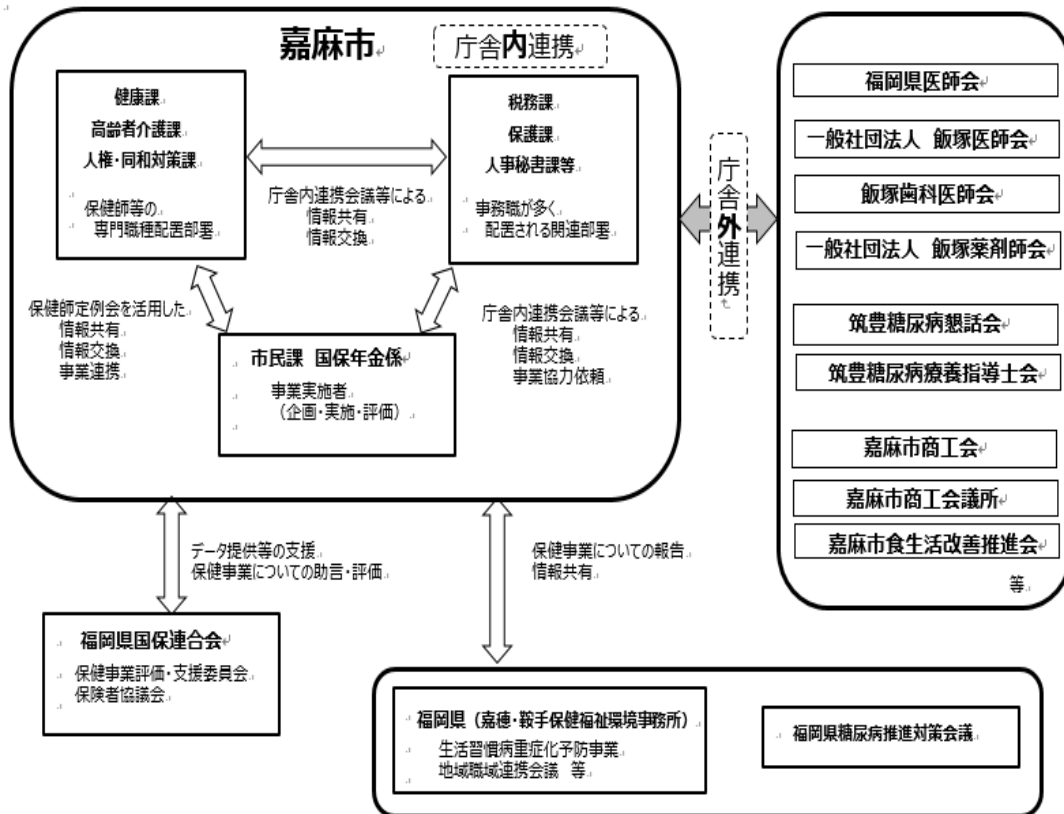 嘉麻市
庁舎内連携
健康課
高齢者介護課
人権・同和対策課
保健師等の
専門職種配置部署
庁舎内連携会議等による
情報共有
情報交換
税務課
保護課
人事秘書課等
事務職が多く
配置される関連部署
保健師定例会を活用した
情報共有
情報交換
事業連携
市民課 国保年金係
事業実施者
（企画・実施・評価）
庁舎内連携会議等による
情報共有
情報交換
事業協力依頼
庁舎外連携
福岡県医師会
一般社団法人 飯塚医師会
飯塚歯科医師会
一般社団法人 飯塚薬剤師会
筑豊糖尿病懇話会
筑豊糖尿病療養指導士会
嘉麻市商工会
嘉麻市商工会議所
嘉麻市食生活改善推進会
等
データ提供等の支援
保健事業についての助言・評価
保健事業についての報告
情報共有
福岡県国保連合会
保健事業評価・支援委員会
保険者協議会
福岡県（嘉穂・鞍手保健福祉環境事務所）
生活習慣病重症化予防事業
地域職域連携会議 等
福岡県糖尿病推進対策会議